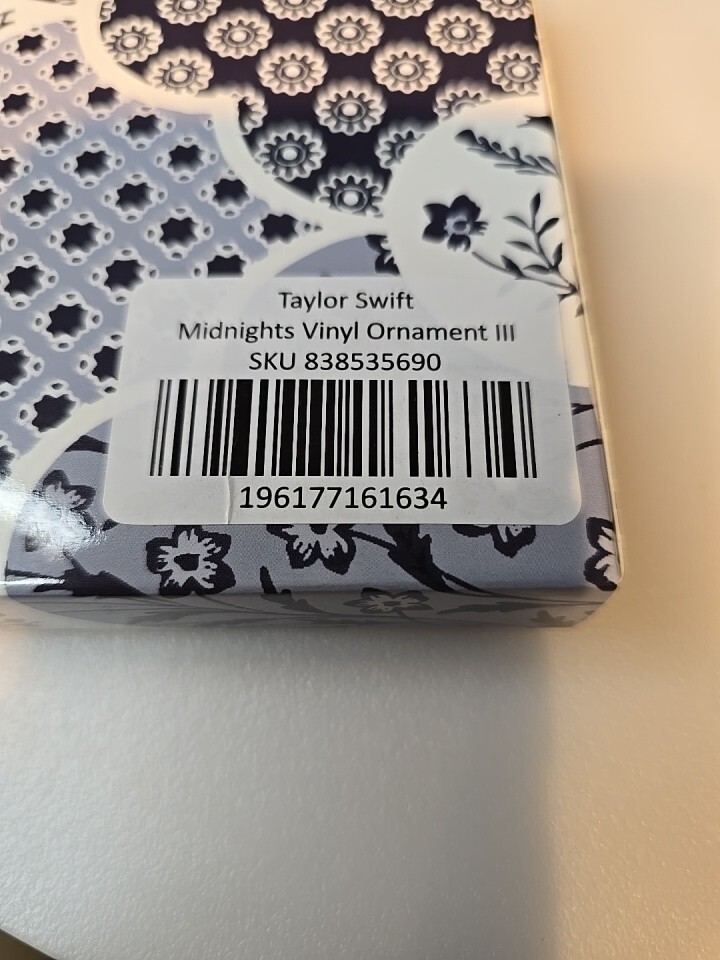 Taylor Swift
Midnights Vinyl Ornament III
SKU 838535690
196177161634